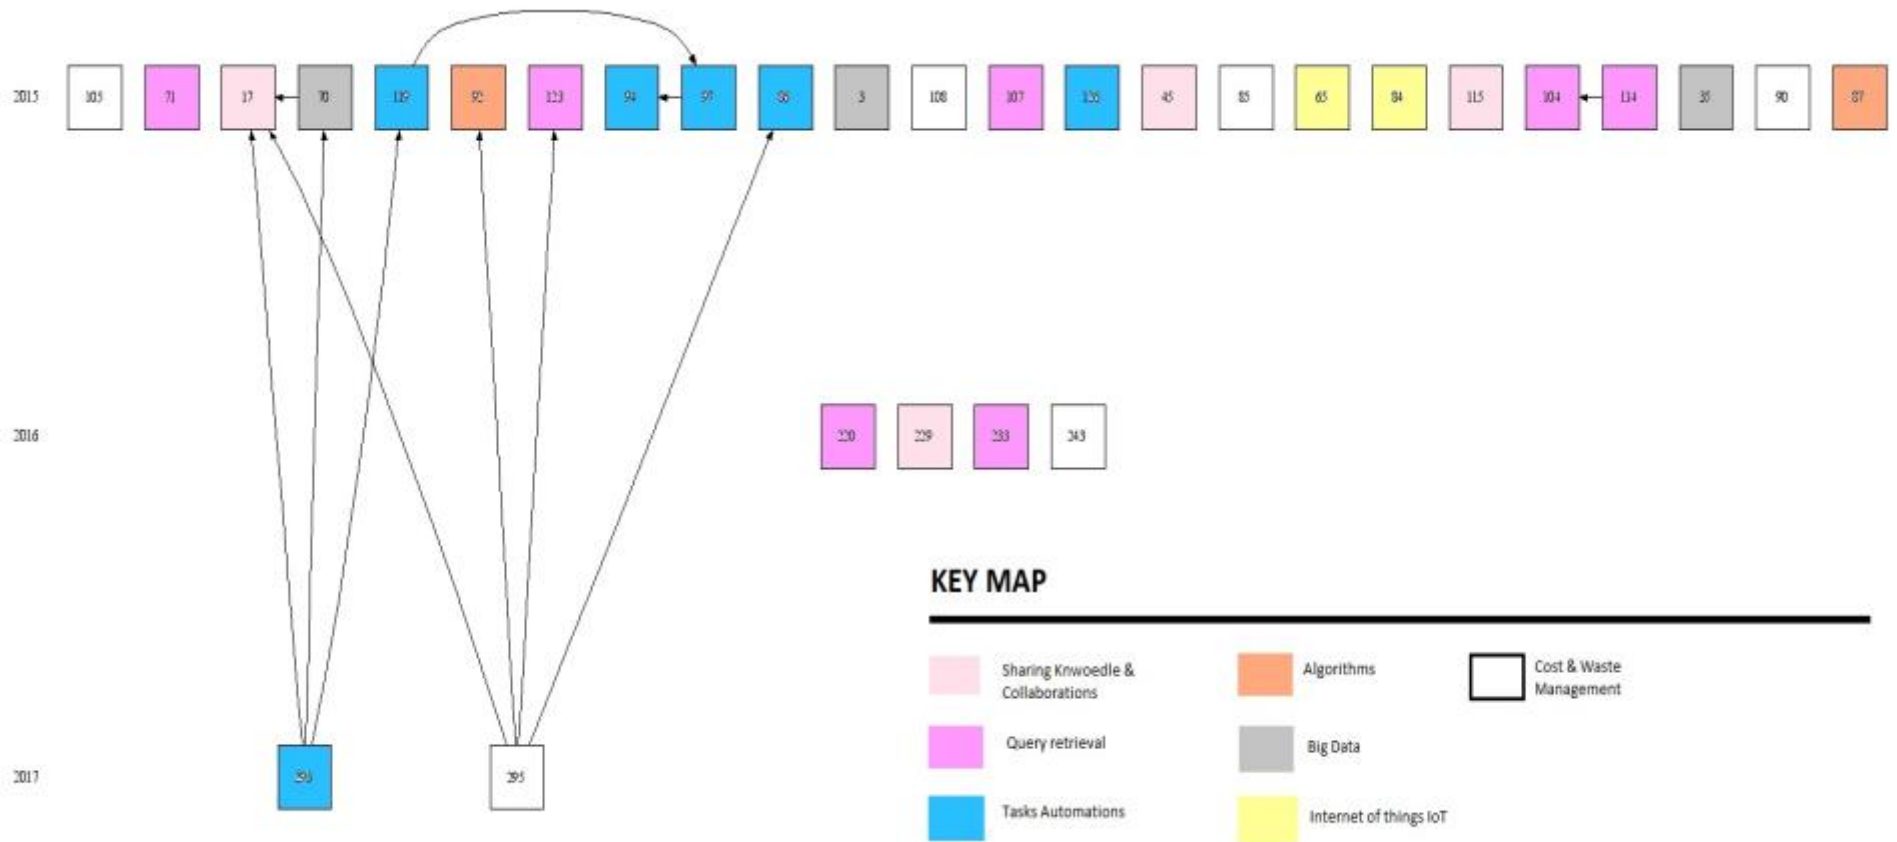 2015 105 71 17 70 119 92 123 94 97 86 3 108 107 126 45 85 65 84 115 104 114 35 90 87
2016 220 229 233 243
KEY MAP
Sharing Knwoedle &
Collaborations
Algorithms
Cost & Waste
Management
Query retrieval
Big Data
2017 295
Tasks Automations
Internet of things IoT